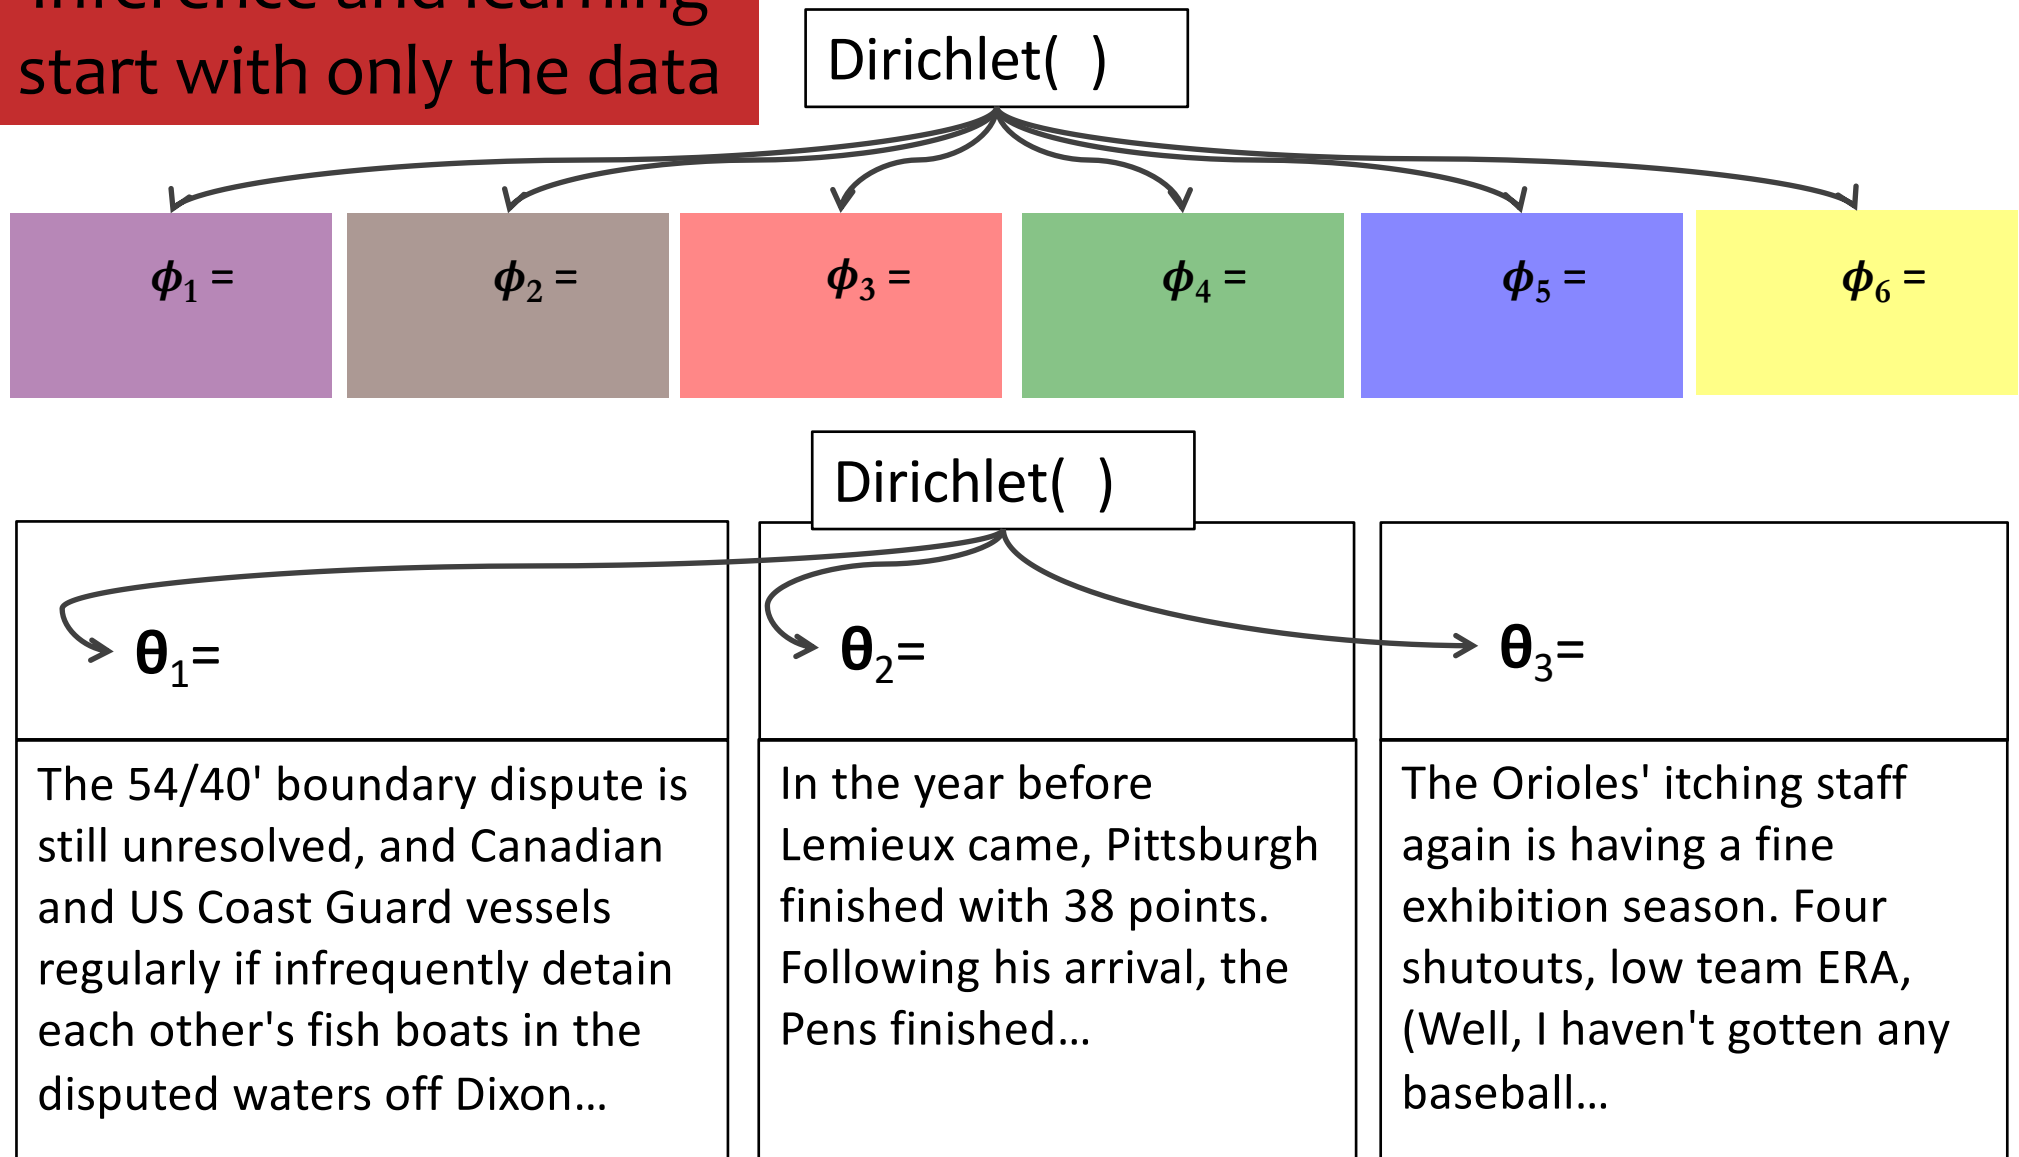 inference and learning
start with only the data
Dirichlet( )
ϕ₁ =
ϕ₂ =
ϕ₃ =
ϕ₄ =
ϕ₅ =
ϕ₆ =
Dirichlet( )
θ₁=
θ₂=
θ₃=
The 54/40' boundary dispute is
still unresolved, and Canadian
and US Coast Guard vessels
regularly if infrequently detain
each other's fish boats in the
disputed waters off Dixon…
In the year before
Lemieux came, Pittsburgh
finished with 38 points.
Following his arrival, the
Pens finished…
The Orioles' itching staff
again is having a fine
exhibition season. Four
shutouts, low team ERA,
(Well, I haven't gotten any
baseball…